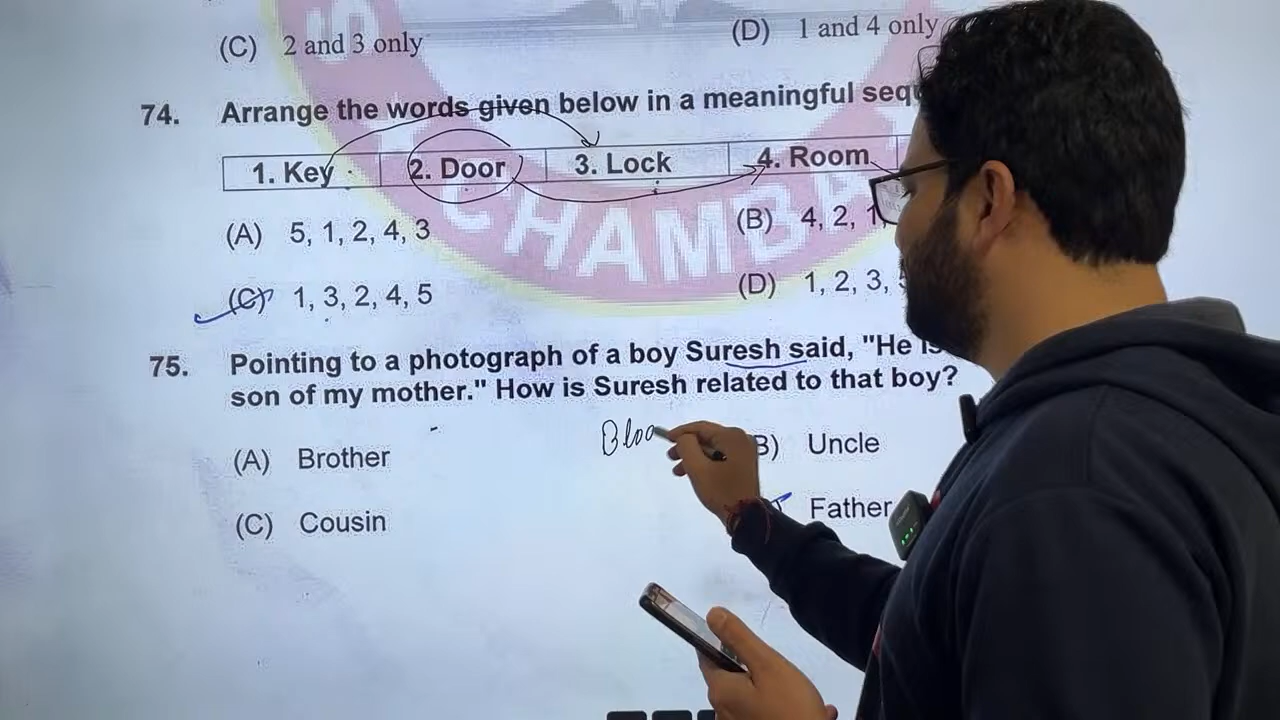 (C) 2 and 3 only
(D) 1 and 4 only
74. Arrange the words given below in a meaningful
1. Key 2. Door 3. Lock 4. Room
(A) 5, 1, 2, 4, 3
(B) 4, 2, 1,
(C) 1, 3, 2, 4, 5
(D) 1, 2, 3,
75. Pointing to a photograph of a boy Suresh said, "He is
son of my mother." How is Suresh related to that boy?
Bloo
(A) Brother
B) Uncle
(C) Cousin
Father
CHAMBA